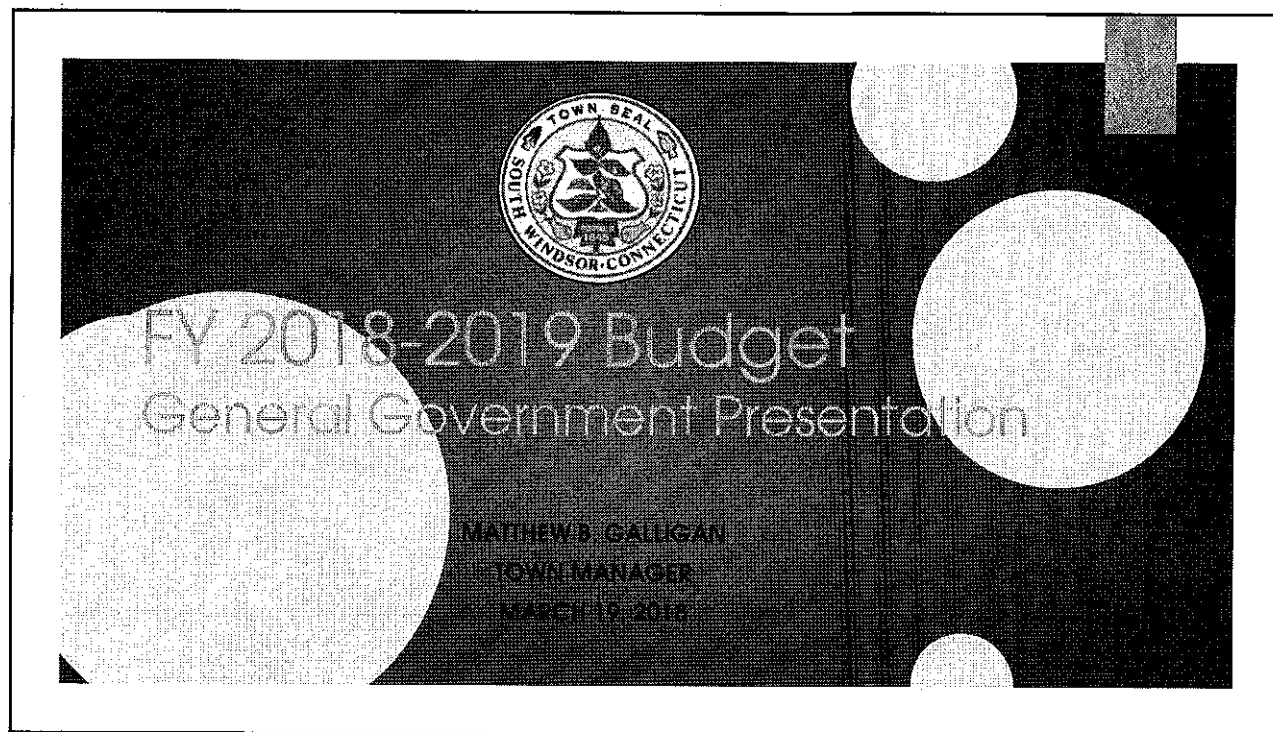 TOWN SEAL
SOUTH WINDSOR · CONNECTICUT
FY 2018-2019 Budget
General Government Presentation
MATTHEW B. GALLIGAN
TOWN MANAGER
MARCH 19, 2018